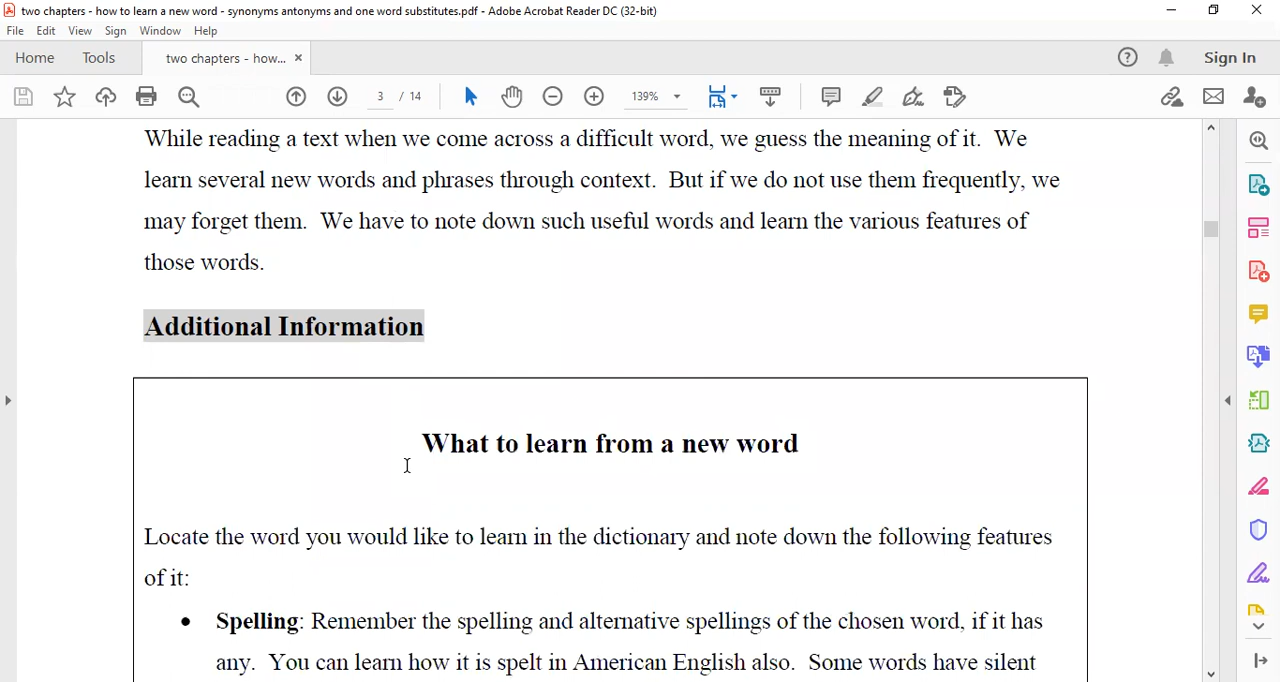 two chapters - how to learn a new word - synonyms antonyms and one word substitutes.pdf - Adobe Acrobat Reader DC (32-bit)
File Edit View Sign Window Help
Home Tools two chapters - how... × Sign In
3 / 14 139%
While reading a text when we come across a difficult word, we guess the meaning of it. We
learn several new words and phrases through context. But if we do not use them frequently, we
may forget them. We have to note down such useful words and learn the various features of
those words.
Additional Information
What to learn from a new word
Locate the word you would like to learn in the dictionary and note down the following features
of it:
• Spelling: Remember the spelling and alternative spellings of the chosen word, if it has
any. You can learn how it is spelt in American English also. Some words have silent